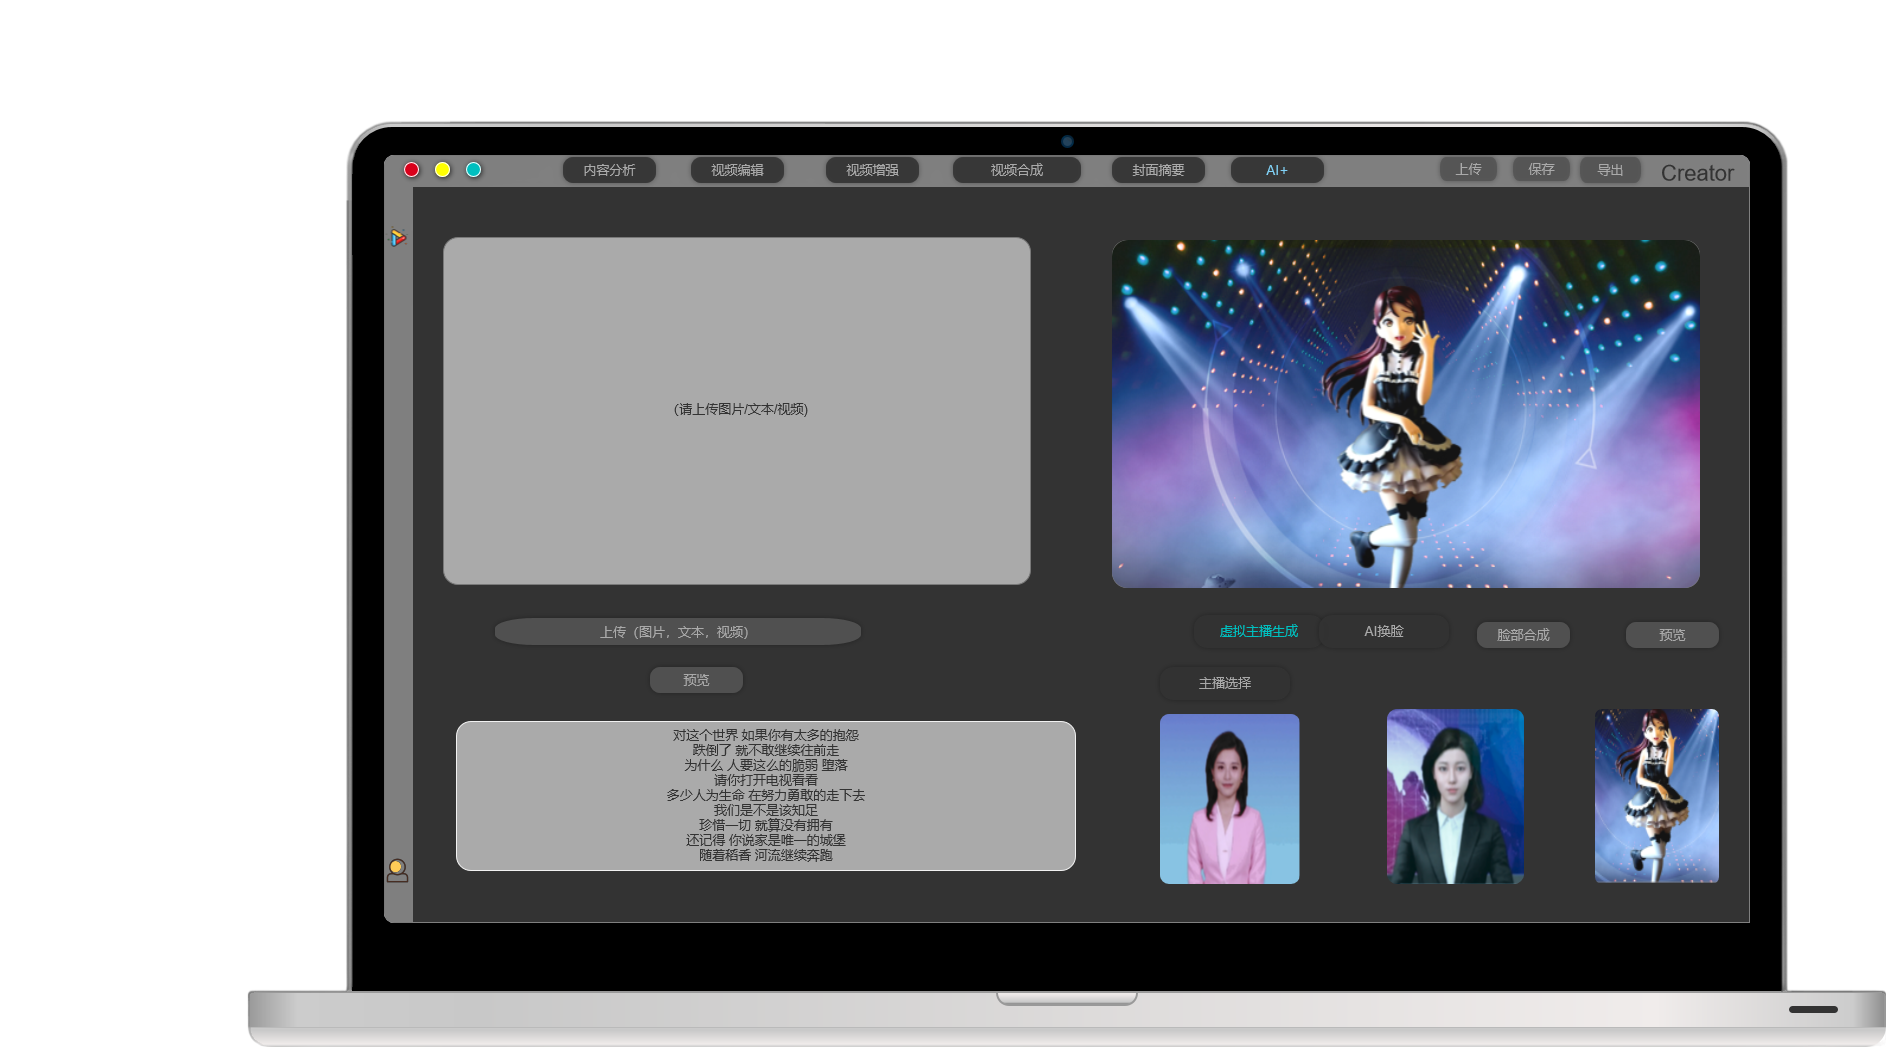 内容分析
视频编辑
视频增强
视频合成
封面摘要
AI+
上传
保存
导出
Creator
(请上传图片/文本/视频)
上传（图片，文本，视频)
预览
虚拟主播生成
AI换脸
脸部合成
预览
主播选择
对这个世界 如果你有太多的抱怨
跌倒了 就不敢继续往前走
为什么 人要这么的脆弱 堕落
请你打开电视看看
多少人为生命 在努力勇敢的走下去
我们是不是该知足
珍惜一切 就算没有拥有
还记得 你说家是唯一的城堡
随着稻香 河流继续奔跑